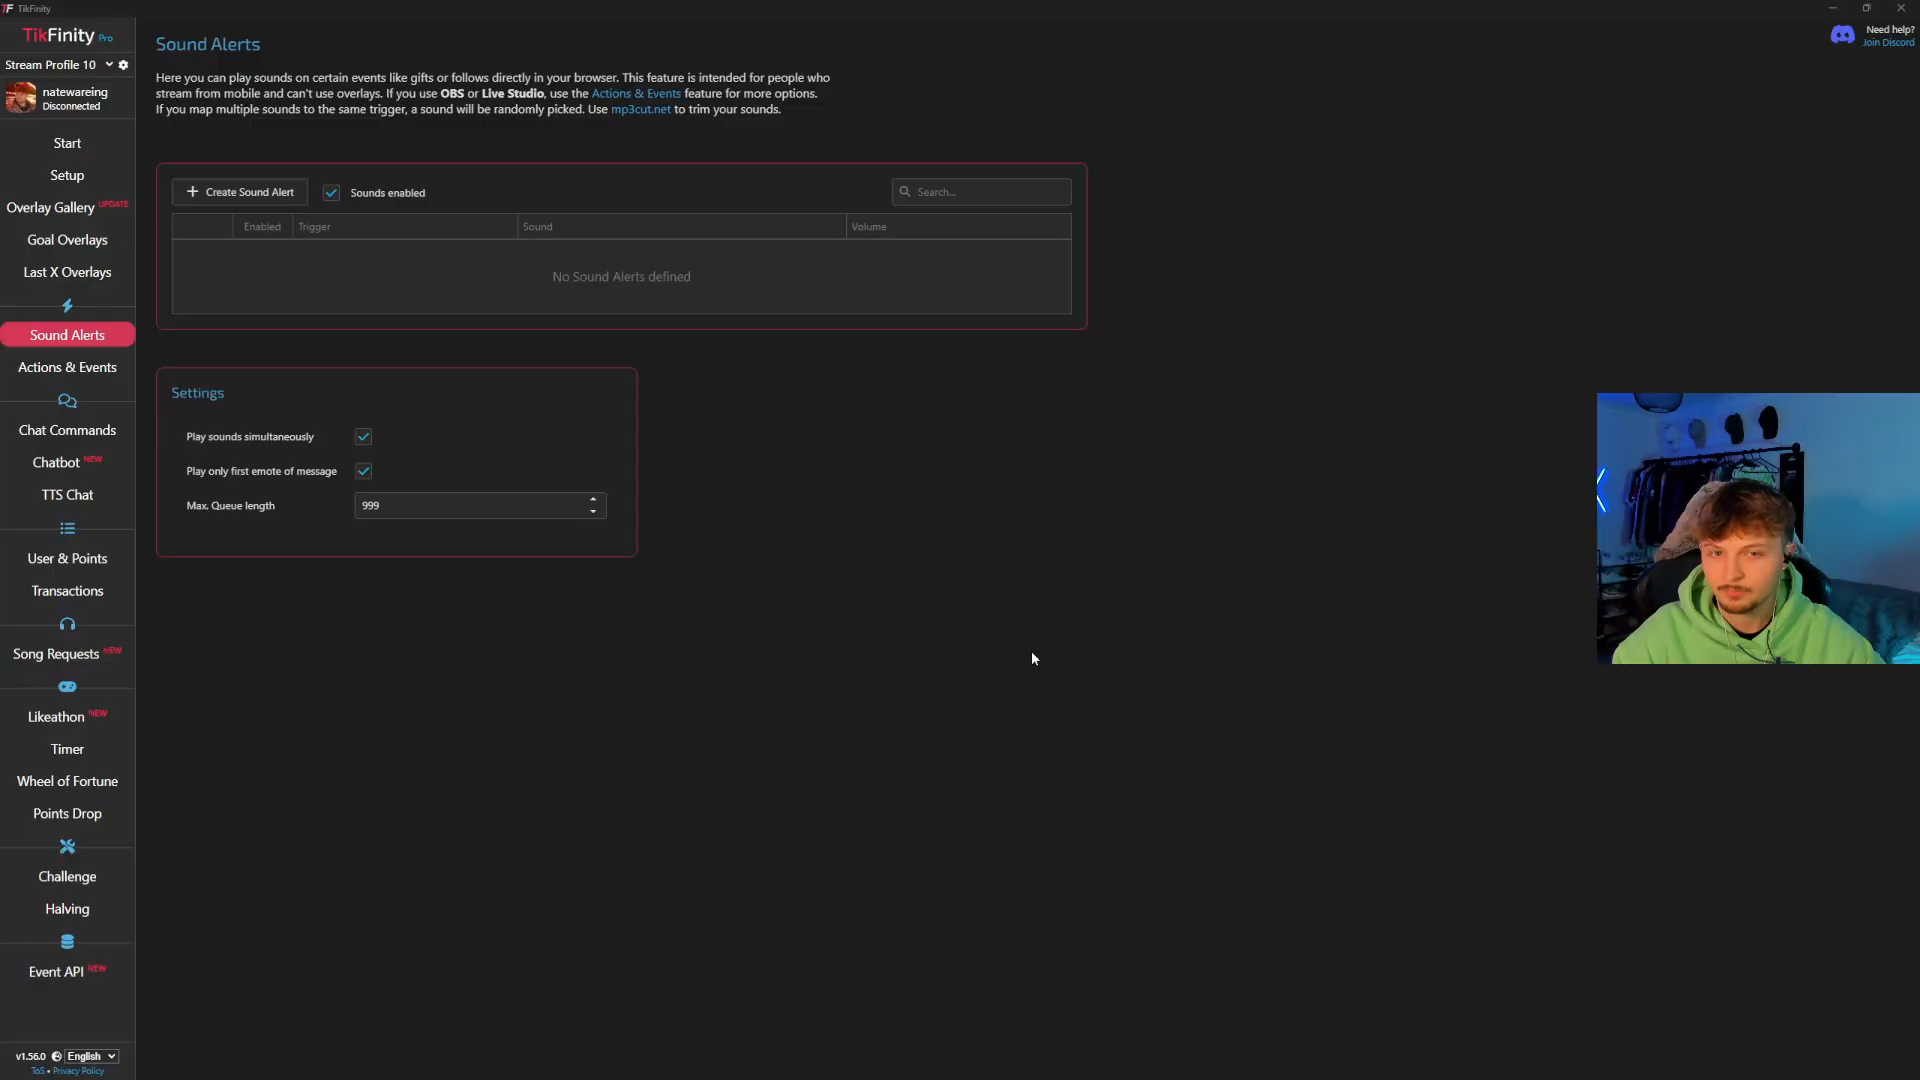 TikFinity
TikFinity Pro
Stream Profile 10
natewareing
Disconnected
Start
Setup
Overlay Gallery UPDATE
Goal Overlays
Last X Overlays
Sound Alerts
Actions & Events
Chat Commands
Chatbot NEW
TTS Chat
User & Points
Transactions
Song Requests NEW
Likeathon NEW
Timer
Wheel of Fortune
Points Drop
Challenge
Halving
Event API NEW
v1.56.0 English
ToS • Privacy Policy
Sound Alerts
Here you can play sounds on certain events like gifts or follows directly in your browser. This feature is intended for people who
stream from mobile and can't use overlays. If you use OBS or Live Studio, use the Actions & Events feature for more options.
If you map multiple sounds to the same trigger, a sound will be randomly picked. Use mp3cut.net to trim your sounds.
Create Sound Alert Sounds enabled Search...
Enabled Trigger Sound Volume
No Sound Alerts defined
Settings
Play sounds simultaneously
Play only first emote of message
Max. Queue length 999
Need help?
Join Discord